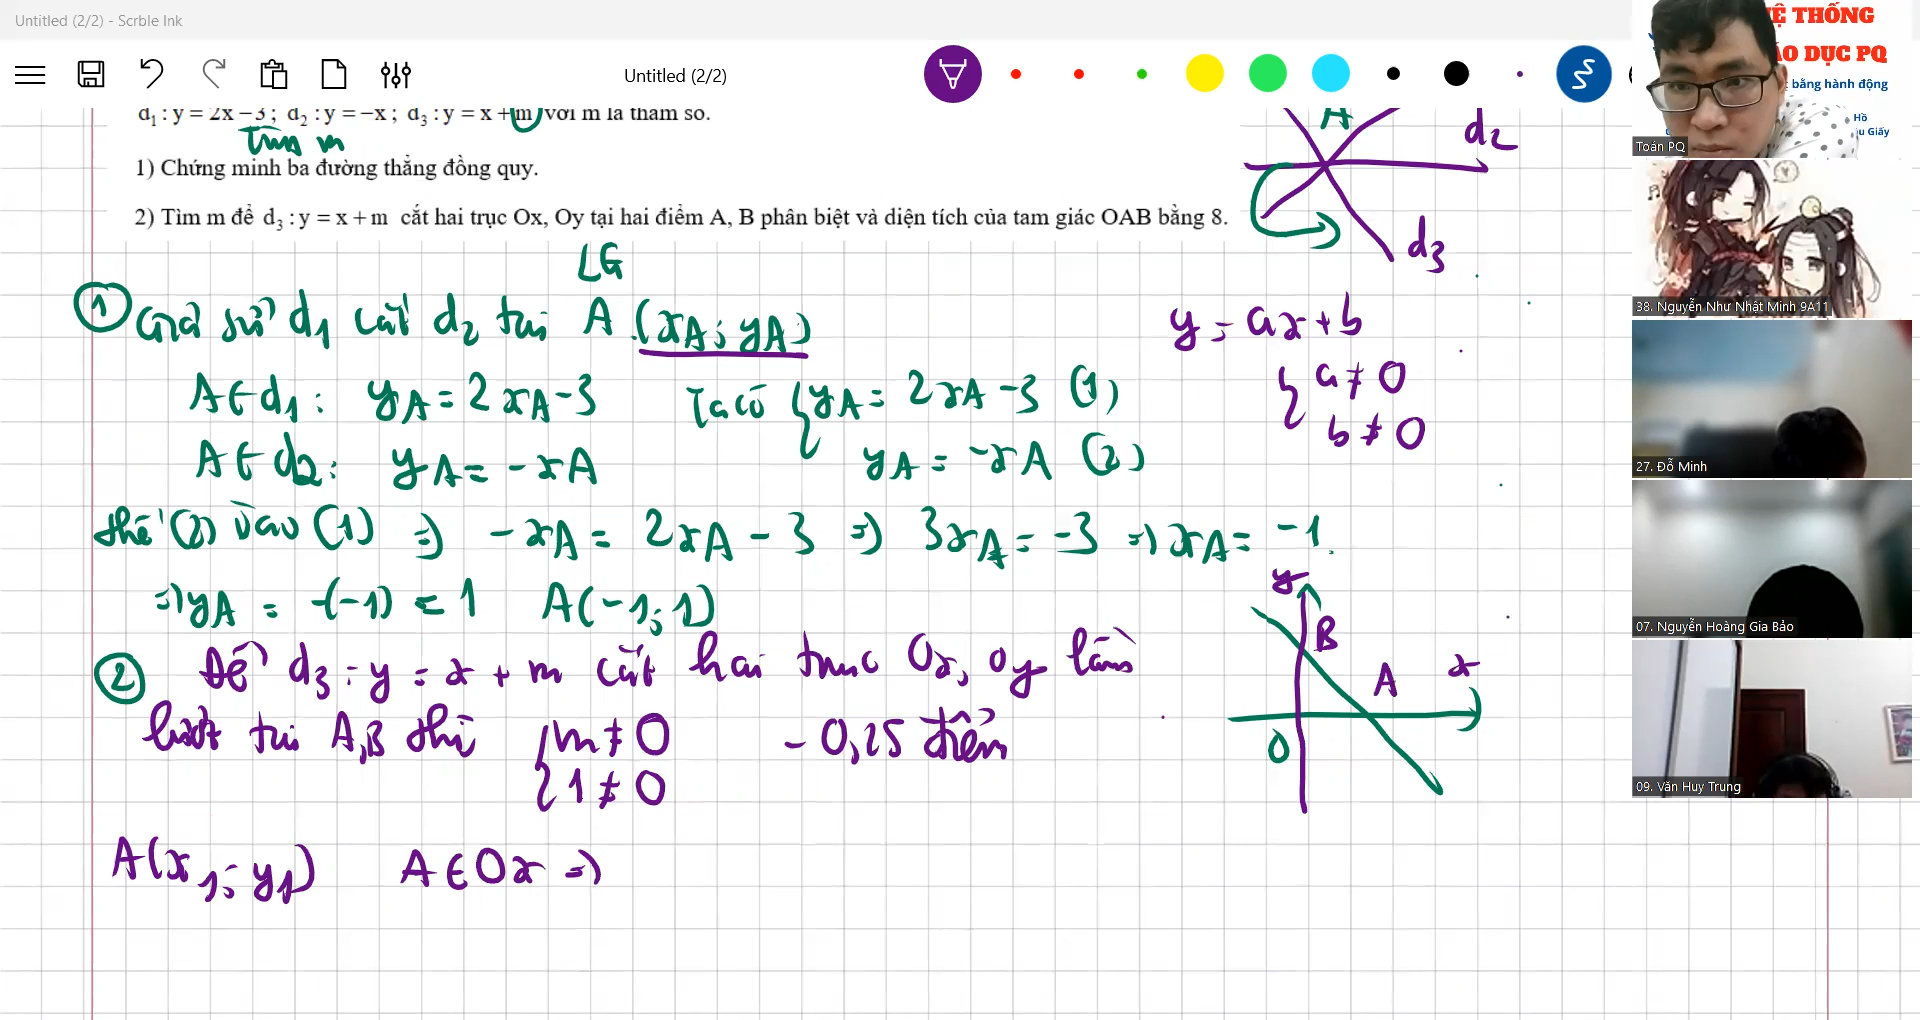 Untitled (2/2) - Scrble Ink
Untitled (2/2)
d₁ : y = 2x − 3 ; d₂ : y = −x ; d₃ : y = x + m với m là tham số.
Tìm m
1) Chứng minh ba đường thẳng đồng quy.
2) Tìm m để d₃ : y = x + m cắt hai trục Ox, Oy tại hai điểm A, B phân biệt và diện tích của tam giác OAB bằng 8.
A
d2
d3
LG
① Giả sử d1 cắt d2 tại A (xA; yA)
A ∈ d1 : yA = 2xA - 3 Ta có { yA = 2xA - 3 (1)
A ∈ d2 : yA = -xA yA = -xA (2)
thế (2) vào (1) => -xA = 2xA - 3 => 3xA = -3 => xA = -1.
=> yA = -(-1) = 1 A(-1; 1)
② Để d3 : y = x + m cắt hai trục Ox, Oy lần
lượt tại A, B thì { m ≠ 0 - 0,25 điểm
1 ≠ 0
A(x1; y1) A ∈ Ox =>
y = ax + b
{ a ≠ 0
b ≠ 0
y
B
A
x
O
HỆ THỐNG
GIÁO DỤC PQ
bằng hành động
Hồ
Giấy
Toán PQ
38. Nguyễn Như Nhật Minh 9A11
27. Đỗ Minh
07. Nguyễn Hoàng Gia Bảo
09. Văn Huy Trung